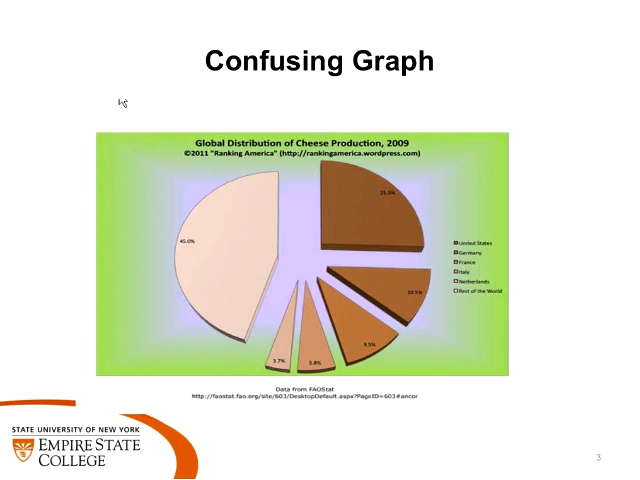 Confusing Graph
Global Distribution of Cheese Production, 2009
©2011 "Ranking America" (http://rankingamerica.wordpress.com)
25.5%
45.0%
United States
Germany
France
Italy
Netherlands
Rest of the World
10.5%
9.5%
3.7%
5.8%
Data from FAOStat
http://faostat.fao.org/site/603/DesktopDefault.aspx?PageID=603#ancor
STATE UNIVERSITY OF NEW YORK
EMPIRE STATE
COLLEGE
3